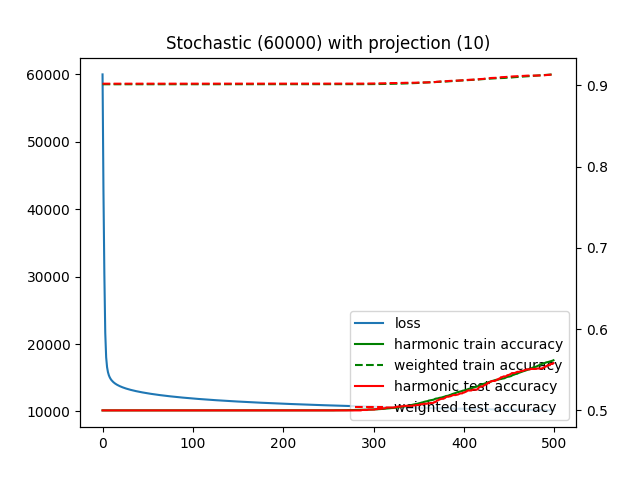 Stochastic (60000) with projection (10)
60000
50000
40000
30000
20000
10000
0.9
0.8
0.7
0.6
0.5
loss
harmonic train accuracy
weighted train accuracy
harmonic test accuracy
weighted test accuracy
0 100 200 300 400 500